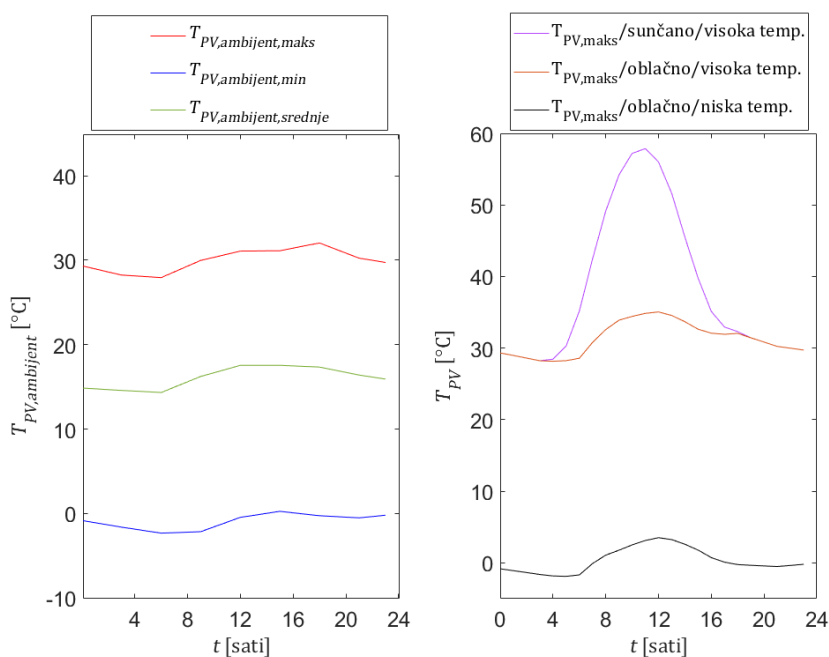 T_PV,ambijent,maks
T_PV,ambijent,min
T_PV,ambijent,srednje
40
30
20
10
0
-10
4
8
12
16
20
24
T_PV,ambijent [°C]
t [sati]
T_PV,maks/sunčano/visoka temp.
T_PV,maks/oblačno/visoka temp.
T_PV,maks/oblačno/niska temp.
60
50
40
30
20
10
0
0
4
8
12
16
20
24
T_PV [°C]
t [sati]